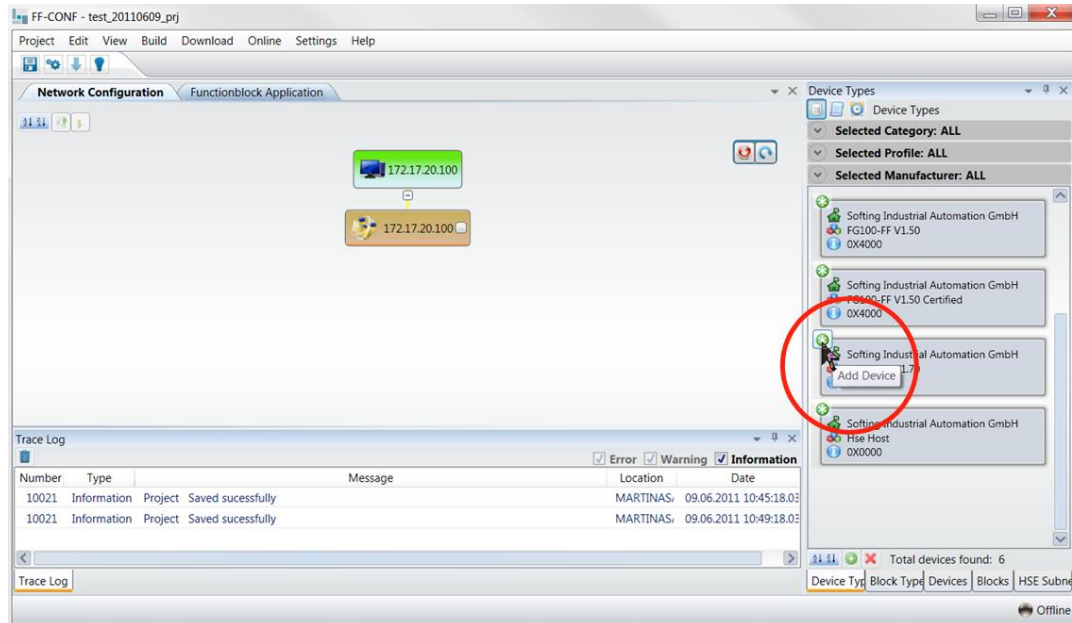 FF-CONF - test_20110609_prj
Project Edit View Build Download Online Settings Help
Network Configuration
Functionblock Application
172.17.20.100
172.17.20.100
Device Types
Device Types
Selected Category: ALL
Selected Profile: ALL
Selected Manufacturer: ALL
Softing Industrial Automation GmbH
FG100-FF V1.50
0X4000
Softing Industrial Automation GmbH
FG100-FF V1.50 Certified
0X4000
Softing Industrial Automation GmbH
Add Device
Softing Industrial Automation GmbH
Hse Host
0X0000
Total devices found: 6
Device Typ Block Type Devices Blocks HSE Subne
Trace Log
Error Warning Information
Number Type Message Location Date
10021 Information Project Saved sucessfully MARTINAS 09.06.2011 10:45:18.03
10021 Information Project Saved sucessfully MARTINAS 09.06.2011 10:49:18.03
Trace Log
Offline